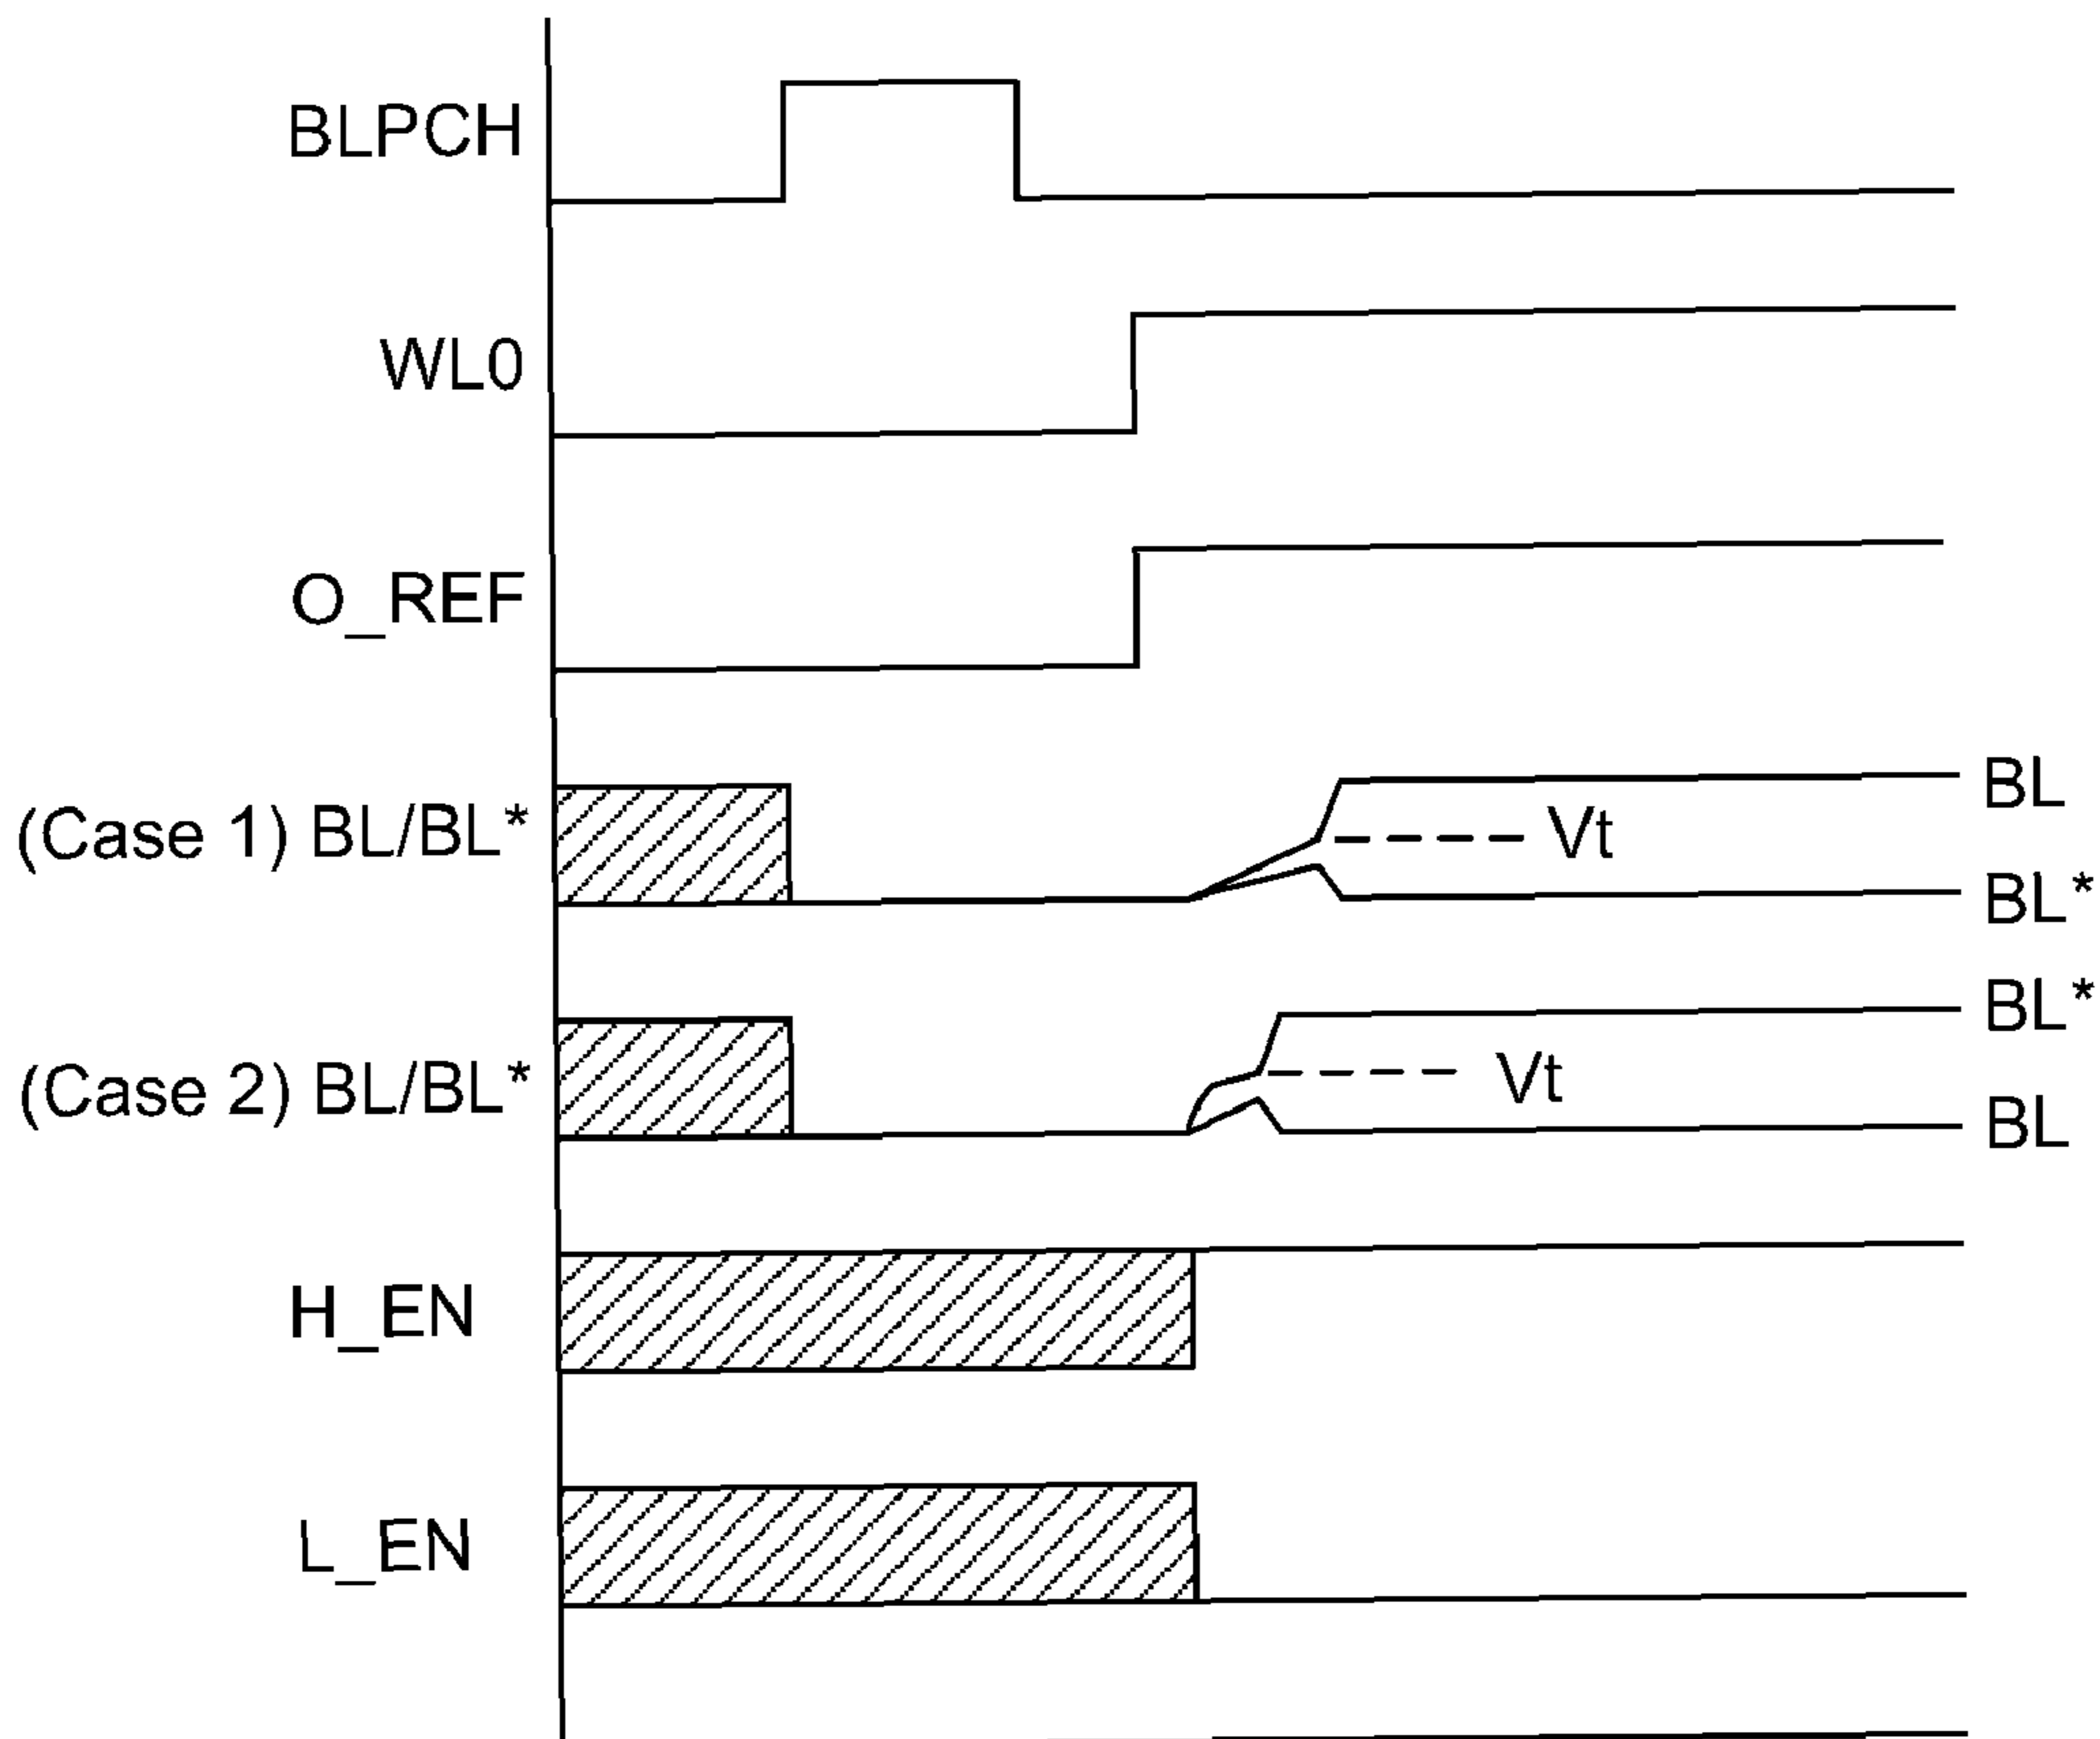 BLPCH
WL0
O_REF
(Case 1) BL/BL*
BL
Vt
BL*
(Case 2) BL/BL*
BL*
Vt
BL
H_EN
L_EN